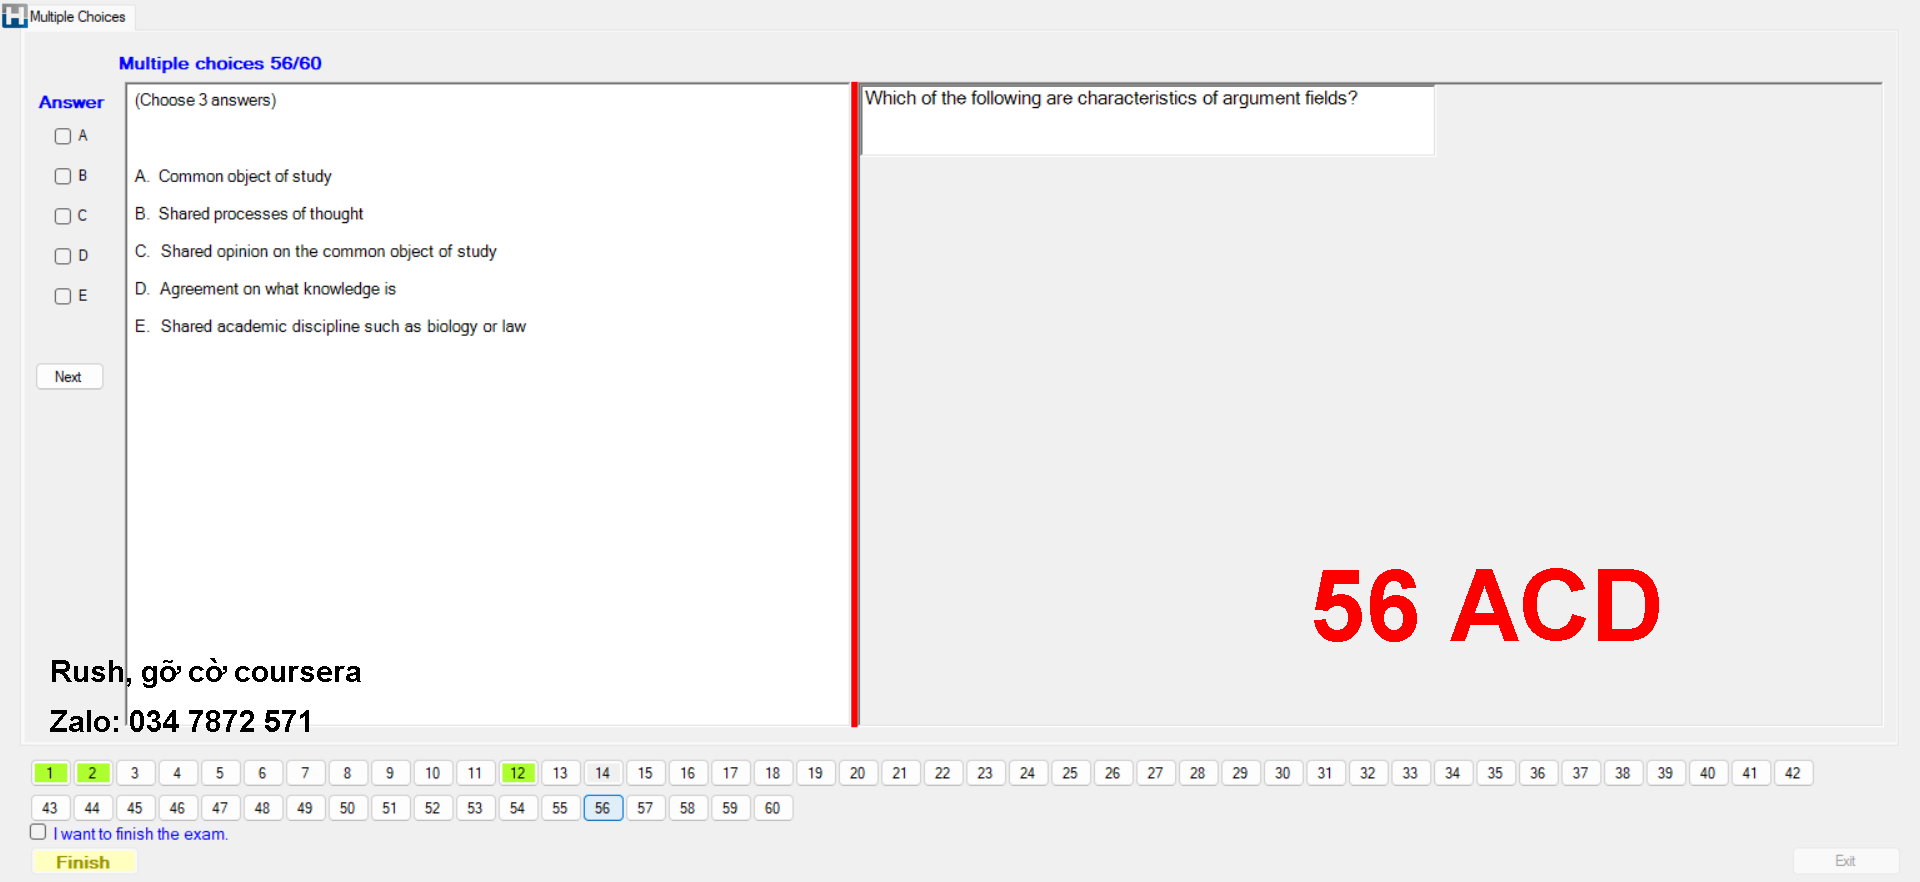 Multiple Choices
Multiple choices 56/60
Answer
A
B
C
D
E
Next
(Choose 3 answers)
A. Common object of study
B. Shared processes of thought
C. Shared opinion on the common object of study
D. Agreement on what knowledge is
E. Shared academic discipline such as biology or law
Which of the following are characteristics of argument fields?
56 ACD
Rush, gỡ cờ coursera
Zalo: 034 7872 571
1 2 3 4 5 6 7 8 9 10 11 12 13 14 15 16 17 18 19 20 21 22 23 24 25 26 27 28 29 30 31 32 33 34 35 36 37 38 39 40 41 42
43 44 45 46 47 48 49 50 51 52 53 54 55 56 57 58 59 60
I want to finish the exam.
Finish
Exit